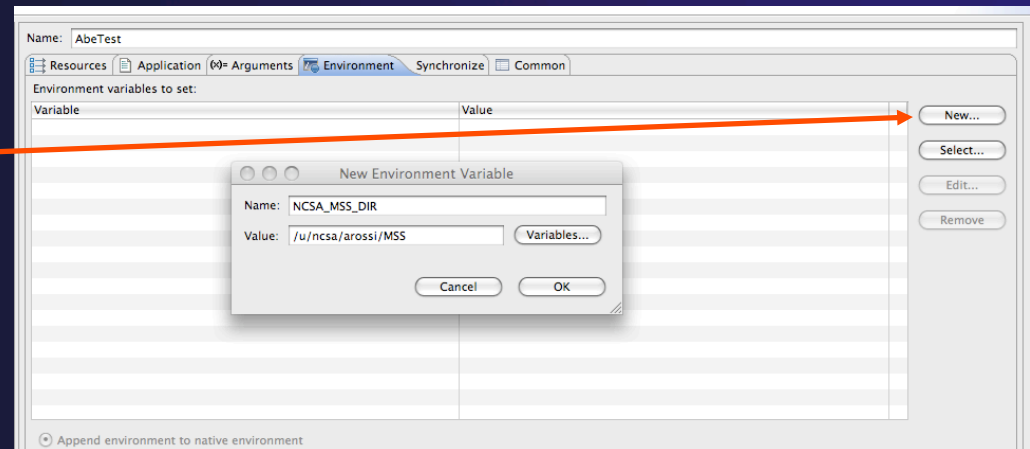 Name: AbeTest
Resources Application (x)= Arguments Environment Synchronize Common
Environment variables to set:
Variable Value
New...
Select...
Edit...
Remove
New Environment Variable
Name: NCSA_MSS_DIR
Value: /u/ncsa/arossi/MSS Variables...
Cancel OK
Append environment to native environment